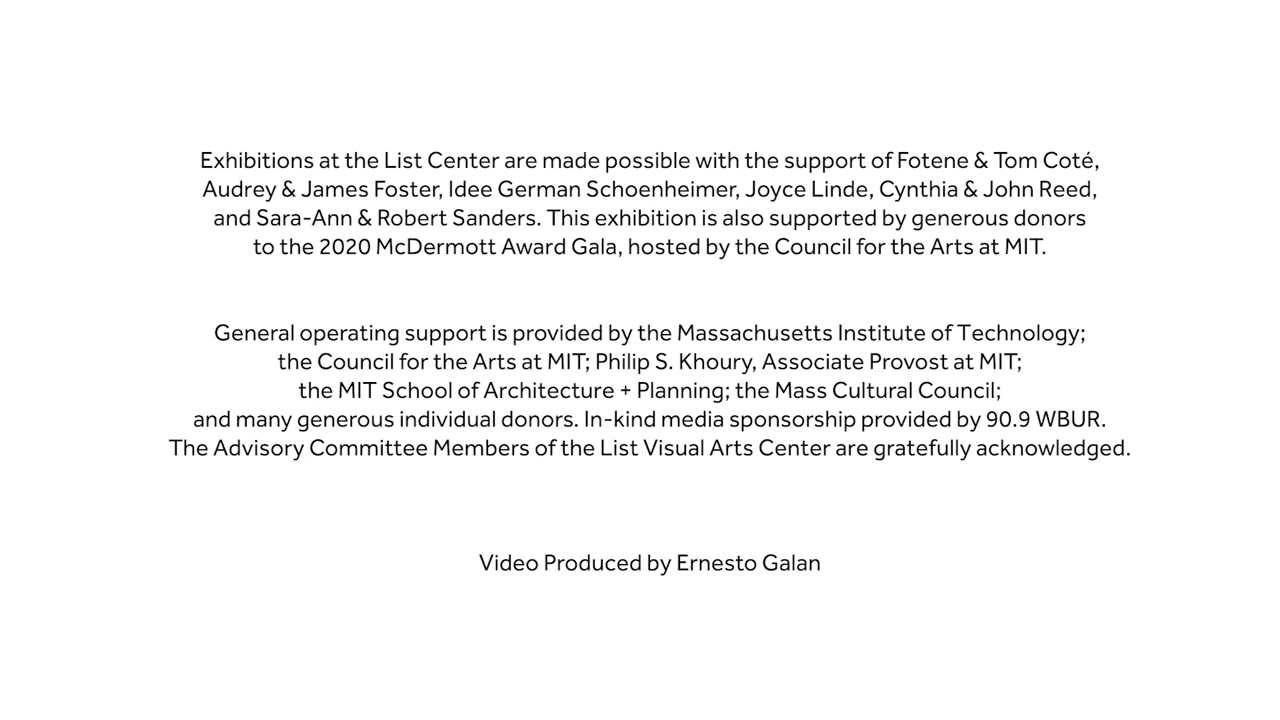 Exhibitions at the List Center are made possible with the support of Fotene & Tom Coté,
Audrey & James Foster, Idee German Schoenheimer, Joyce Linde, Cynthia & John Reed,
and Sara-Ann & Robert Sanders. This exhibition is also supported by generous donors
to the 2020 McDermott Award Gala, hosted by the Council for the Arts at MIT.
General operating support is provided by the Massachusetts Institute of Technology;
the Council for the Arts at MIT; Philip S. Khoury, Associate Provost at MIT;
the MIT School of Architecture + Planning; the Mass Cultural Council;
and many generous individual donors. In-kind media sponsorship provided by 90.9 WBUR.
The Advisory Committee Members of the List Visual Arts Center are gratefully acknowledged.
Video Produced by Ernesto Galan